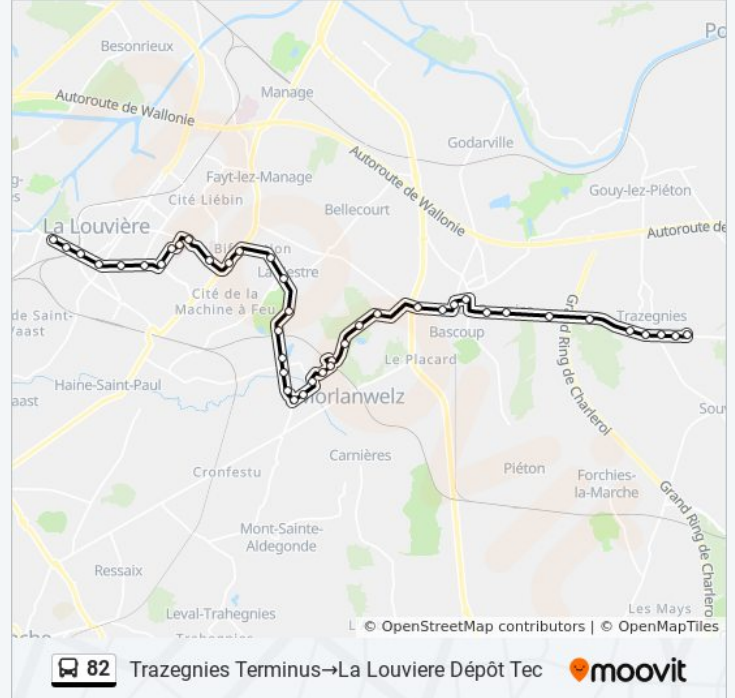 Po
Besonrieux
Autoroute de Wallonie
Manage
Godarville
Autoroute de Wallonie
Fayt-lez-Manage
Gouy-lez-Piéton
Cité Liébin
Bellecourt
La Louvière
Autoroute de
Cité de la
Machine à Feu
de Saint-
Vaast
Trazegnies
Bascoup
Grand Ring de Charleroi
Le Placard
Haine-Saint-Paul
aast
Morlanwelz
Sou
Carnières
Cronfestu
Piéton
Forchies-
la-Marche
Grand Ring de Charlero
Mont-Sainte-
Aldegonde
Ressaix
Leval-Trahegnies
Les Mays
© OpenStreetMap contributors | © OpenMapTiles
82 Trazegnies Terminus→La Louviere Dépôt Tec moovit